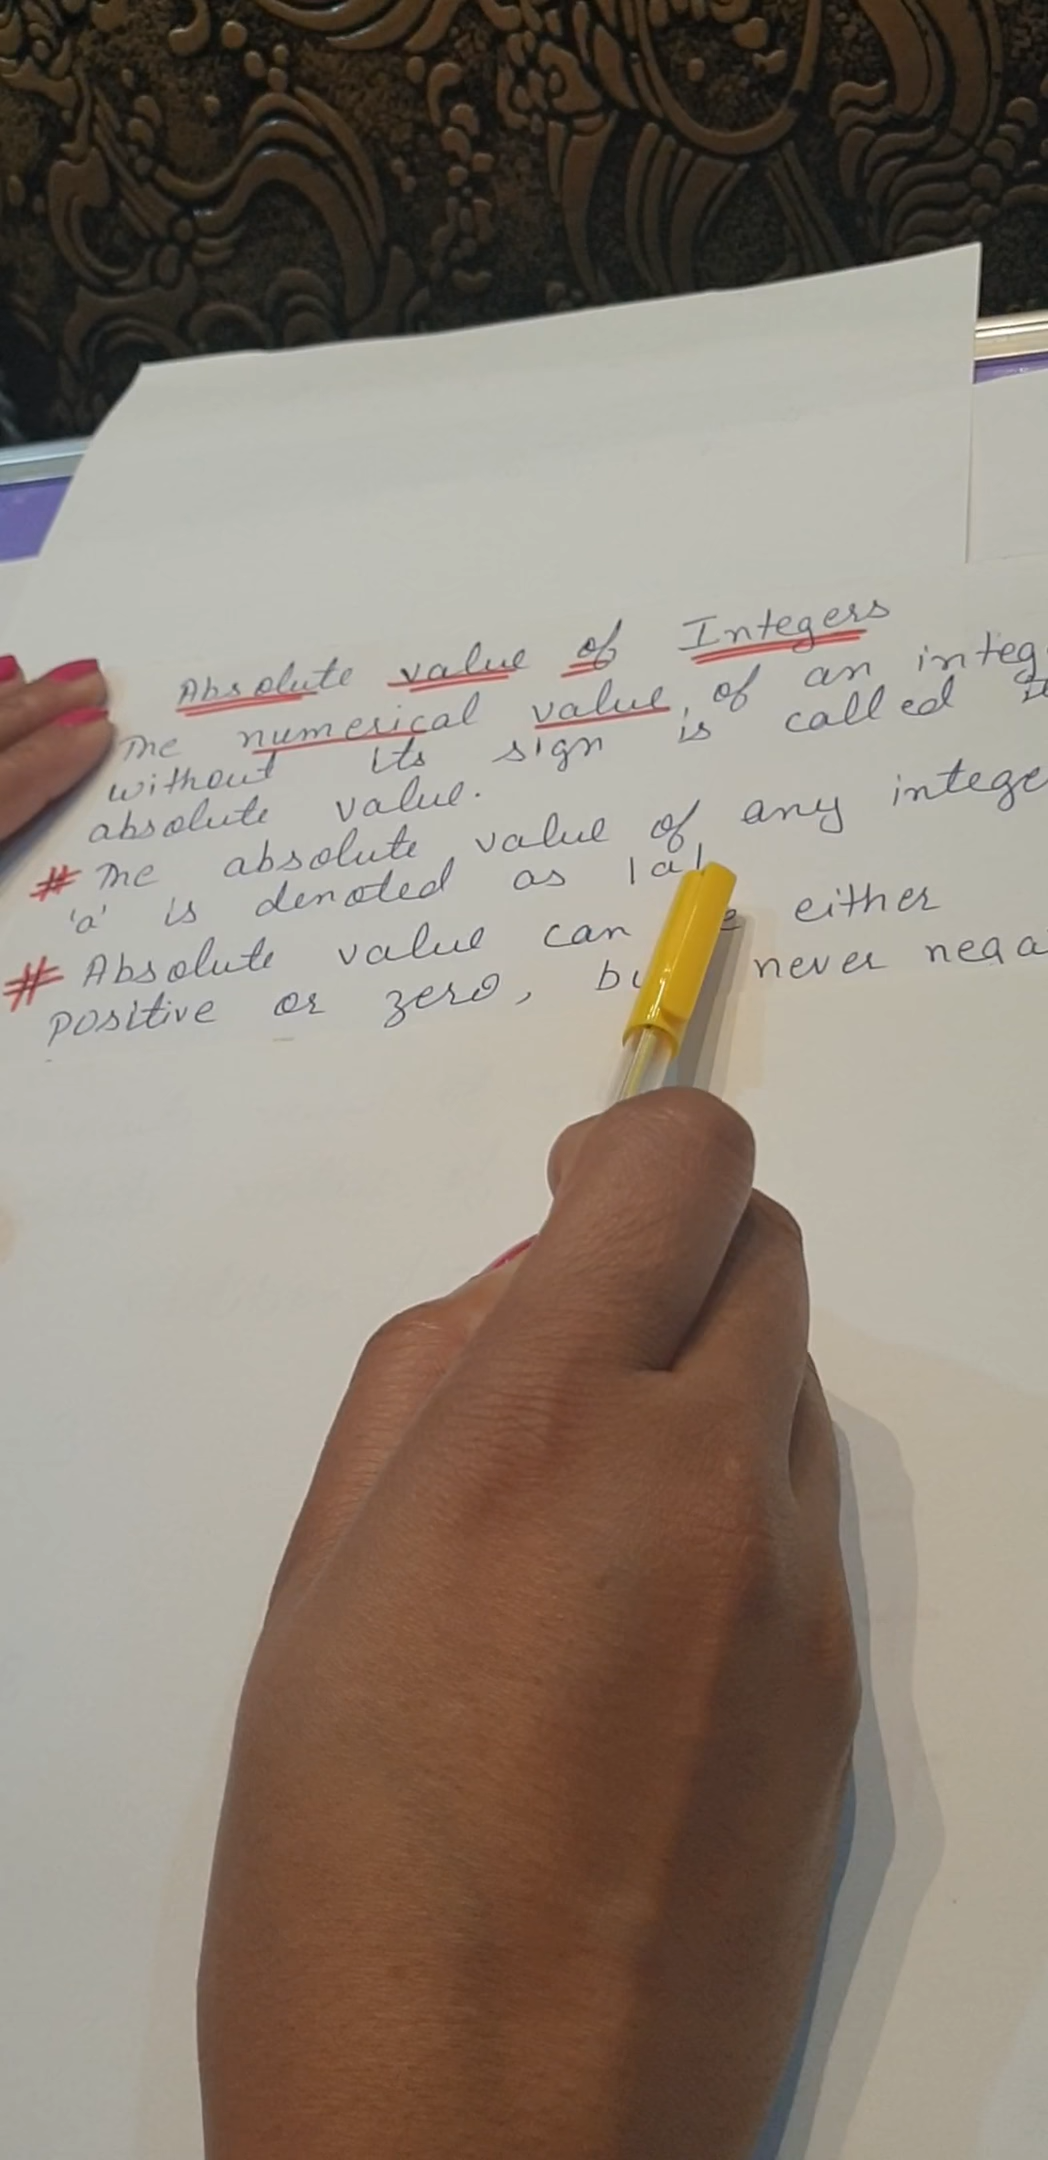 Absolute value of Integers
The numerical value, of an integ
without its sign is called
absolute value.
# The absolute value of any intege
'a' is denoted as |a|
# Absolute value can either
positive or zero, never nega